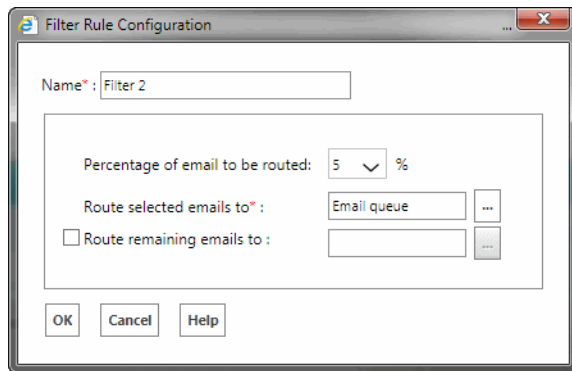 Filter Rule Configuration ...
Name* : Filter 2
Percentage of email to be routed: 5 %
Route selected emails to* : Email queue ...
Route remaining emails to : ...
OK Cancel Help